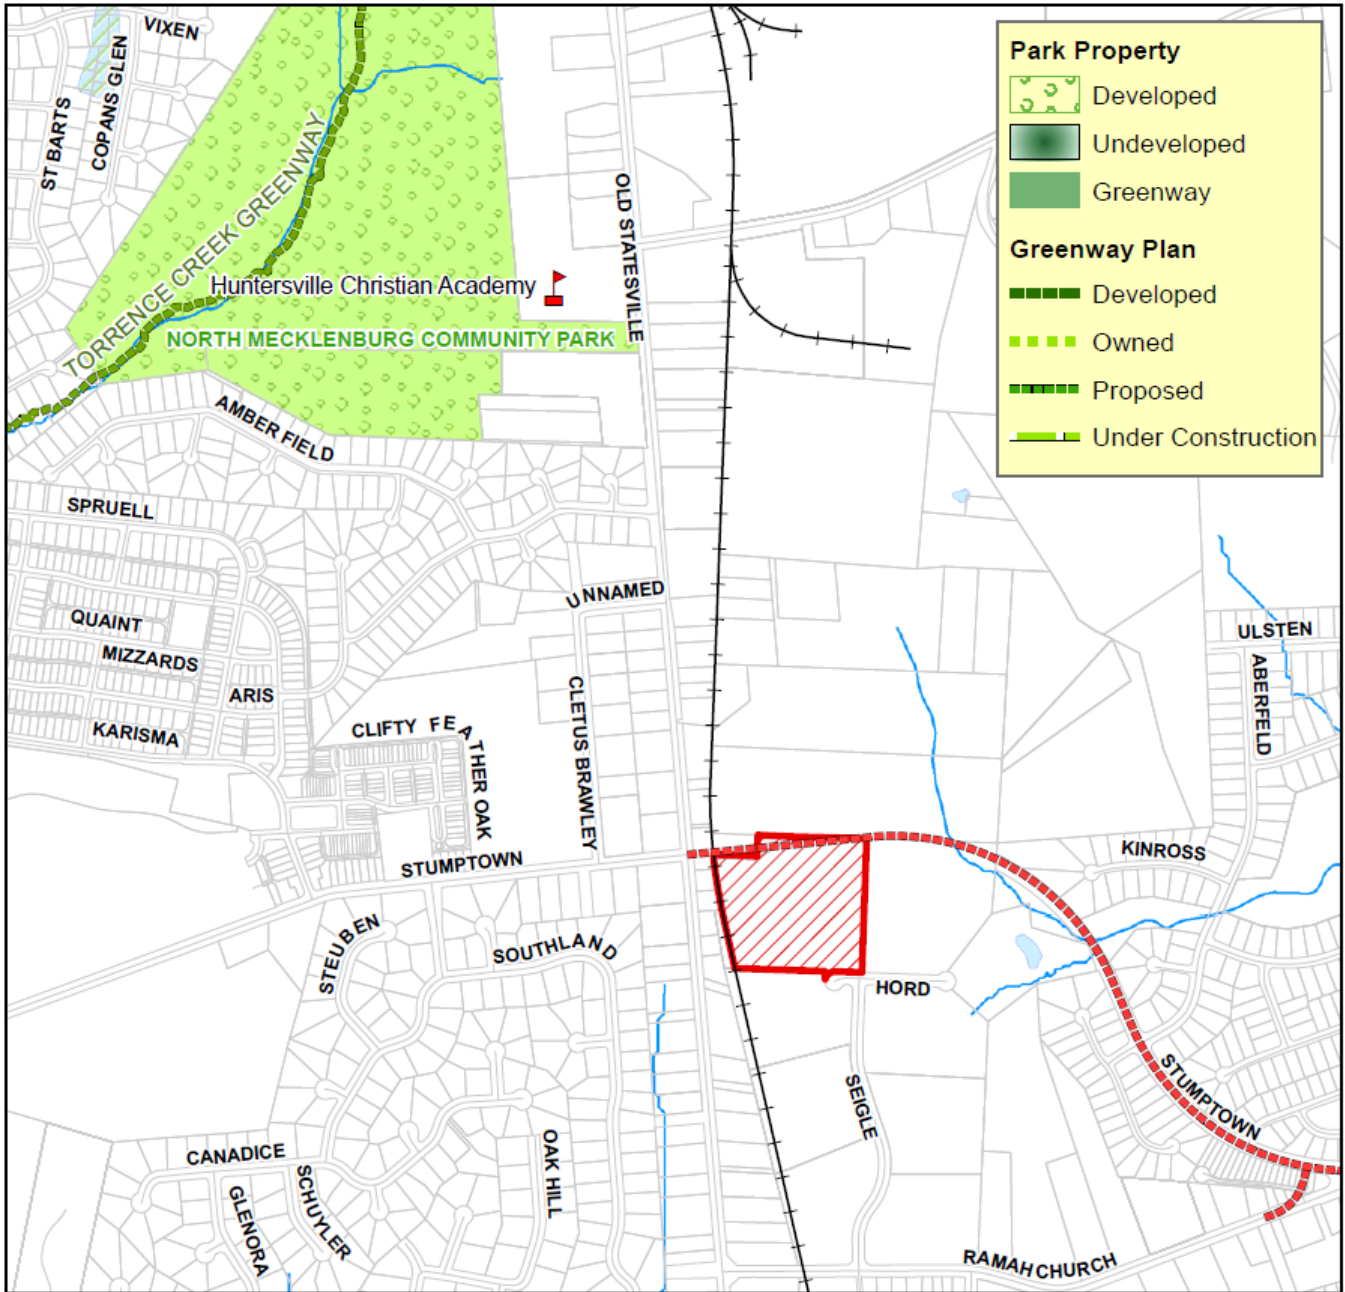 VIXEN
COPANS GLEN
ST BARTS
TORRENCE CREEK GREENWAY
OLD STATESVILLE
Huntersville Christian Academy
NORTH MECKLENBURG COMMUNITY PARK
Park Property
Developed
Undeveloped
Greenway
Greenway Plan
Developed
Owned
Proposed
Under Construction
AMBER FIELD
SPRUELL
UNNAMED
QUAINT
MIZZARDS
ARIS
KARISMA
CLIFTY FEATHER OAK
CLETUS BRAWLEY
ULSTEN
ABERFELD
STUMPTOWN
KINROSS
STEUBEN
SOUTHLAND
HORD
SEIGLE
STUMPTOWN
CANADICE
GLENORA
SCHUYLER
OAK HILL
RAMAH CHURCH